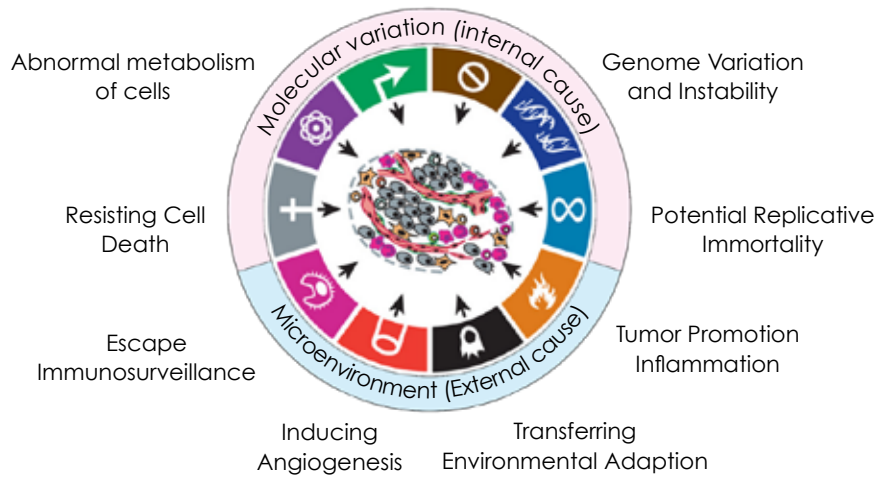 Molecular variation (internal cause)
Abnormal metabolism
of cells
Genome Variation
and Instability
Resisting Cell
Death
Potential Replicative
Immortality
Escape
Immunosurveillance
Tumor Promotion
Inflammation
Microenvironment (External cause)
Inducing
Angiogenesis
Transferring
Environmental Adaption